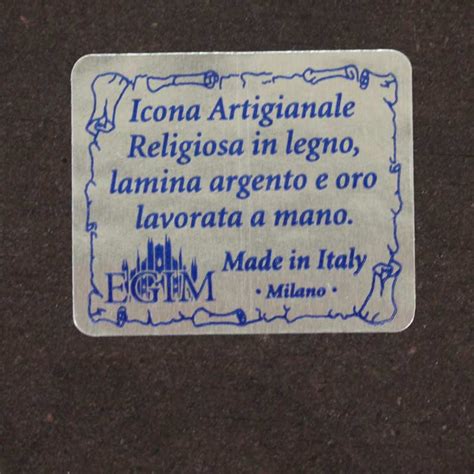 Icona Artigianale
Religiosa in legno,
lamina argento e oro
lavorata a mano.
Made in Italy
EGIM
· Milano ·